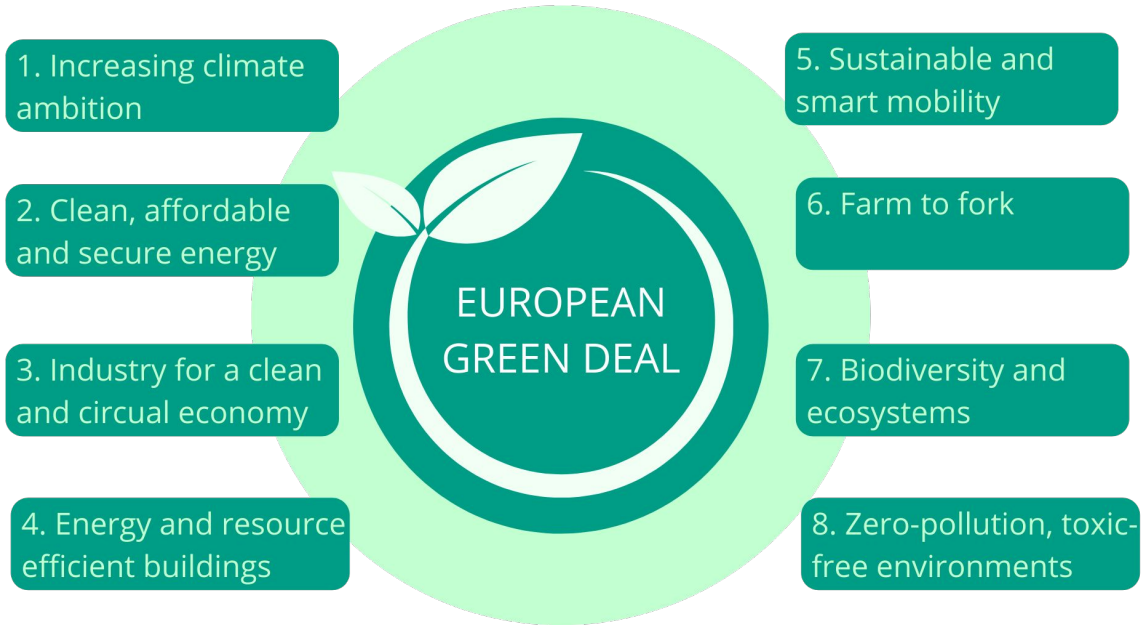 1. Increasing climate
ambition
2. Clean, affordable
and secure energy
3. Industry for a clean
and circual economy
4. Energy and resource
efficient buildings
EUROPEAN
GREEN DEAL
5. Sustainable and
smart mobility
6. Farm to fork
7. Biodiversity and
ecosystems
8. Zero-pollution, toxic-
free environments